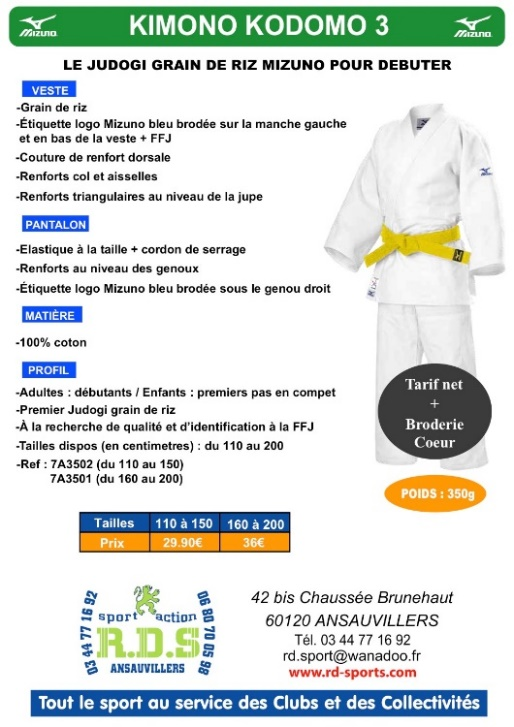 MIZUNO
KIMONO KODOMO 3
MIZUNO
LE JUDOGI GRAIN DE RIZ MIZUNO POUR DEBUTER
VESTE
-Grain de riz
-Étiquette logo Mizuno bleu brodée sur la manche gauche
et en bas de la veste + FFJ
-Couture de renfort dorsale
-Renforts col et aisselles
-Renforts triangulaires au niveau de la jupe
PANTALON
-Elastique à la taille + cordon de serrage
-Renforts au niveau des genoux
-Étiquette logo Mizuno bleu brodée sous le genou droit
MATIÈRE
-100% coton
PROFIL
-Adultes : débutants / Enfants : premiers pas en compet
-Premier Judogi grain de riz
-À la recherche de qualité et d'identification à la FFJ
-Tailles dispos (en centimetres) : du 110 au 200
-Ref : 7A3502 (du 110 au 150)
7A3501 (du 160 au 200)
Tarif net
+
Broderie
Coeur
POIDS : 350g
Tailles 110 à 150 160 à 200
Prix 29.90€ 36€
03 44 77 16 92
sport action
R.D.S
ANSAUVILLERS
06 80 70 05 98
42 bis Chaussée Brunehaut
60120 ANSAUVILLERS
Tél. 03 44 77 16 92
rd.sport@wanadoo.fr
www.rd-sports.com
Tout le sport au service des Clubs et des Collectivités